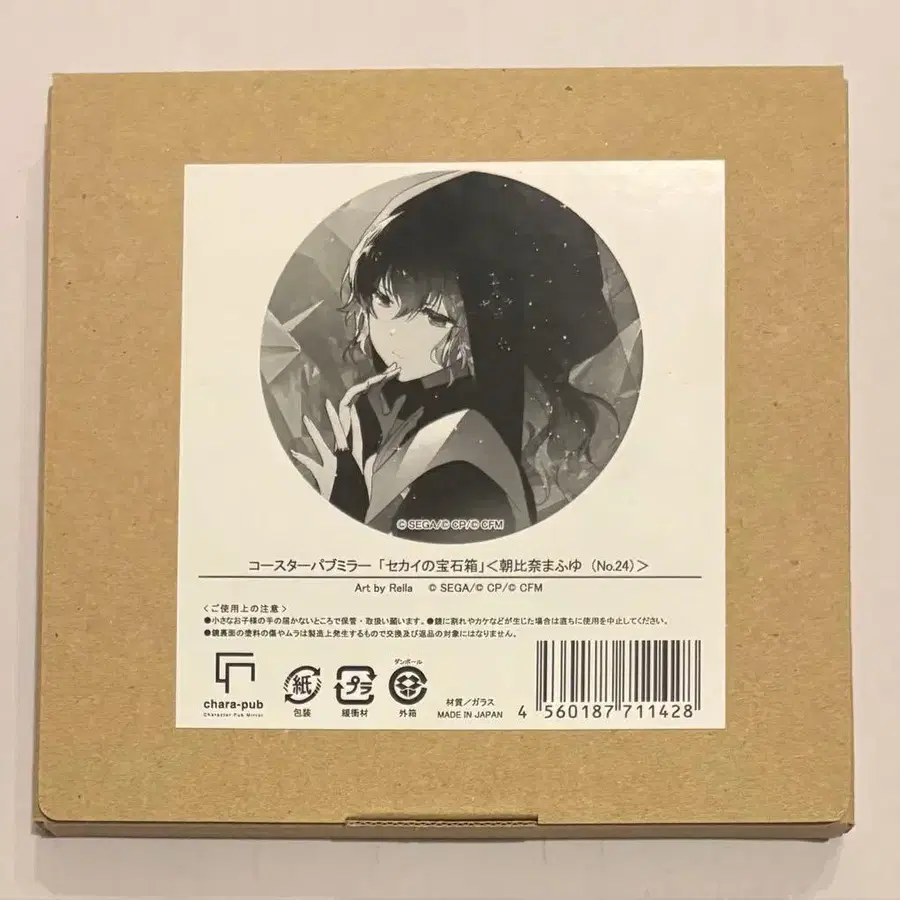 © SEGA/© CP/© CFM
コースターパブミラー「セカイの宝石箱」＜朝比奈まふゆ（No.24）＞
Art by Rella © SEGA/© CP/© CFM
＜ご使用上の注意＞
●小さなお子様の手の届かないところで保管・取扱い願います。●鏡に割れやカケなどが生じた場合は直ちに使用を中止してください。
●鏡裏面の塗料の傷やムラは製造上発生するもので交換及び返品の対象にはなりません。
chara-pub
Character Pub Mirror
紙
包装
プラ
緩衝材
ダンボール
外箱
材質／ガラス
MADE IN JAPAN
4 560187 711428